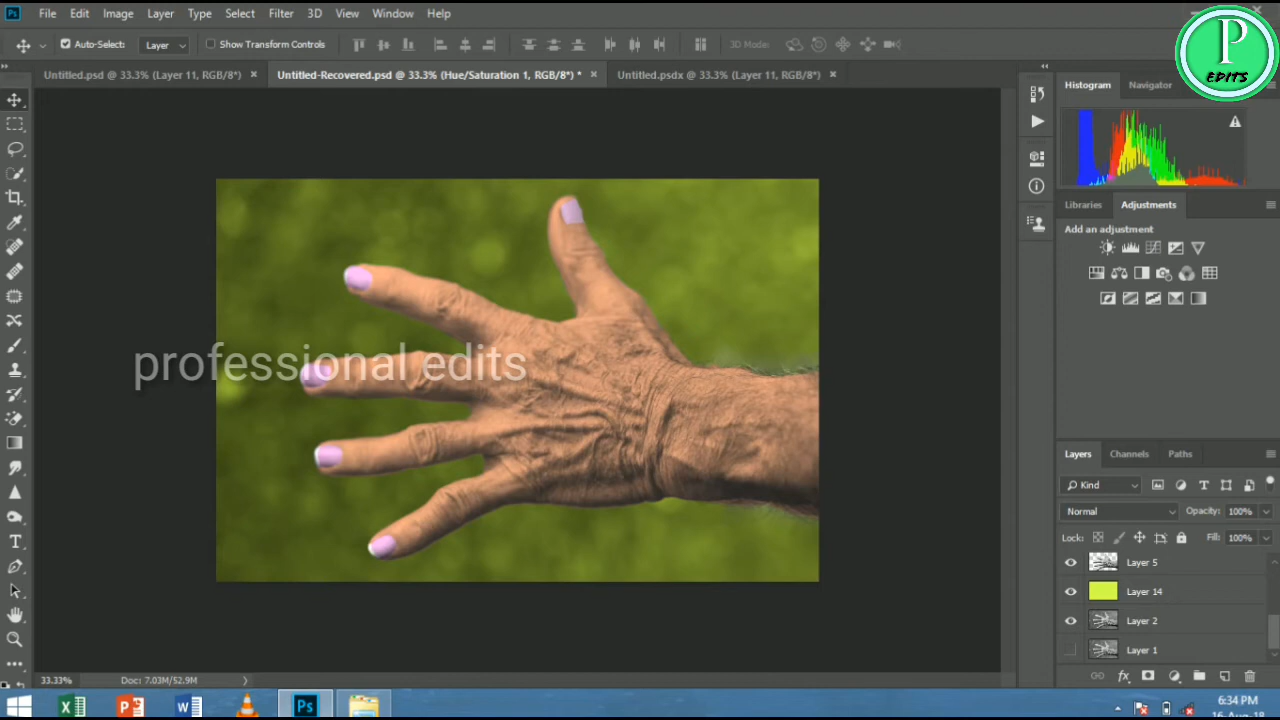 Ps File Edit Image Layer Type Select Filter 3D View Window Help
Auto-Select: Layer Show Transform Controls 3D Mode:
P
EDITS
Untitled.psd @ 33.3% (Layer 11, RGB/8*) × Untitled-Recovered.psd @ 33.3% (Hue/Saturation 1, RGB/8*) * × Untitled.psdx @ 33.3% (Layer 11, RGB/8*) ×
Histogram Navigator
Libraries Adjustments
Add an adjustment
professional edits
Layers Channels Paths
Kind
Normal Opacity: 100%
Lock: Fill: 100%
Layer 5
Layer 14
Layer 2
Layer 1
33.33% Doc: 7.03M/52.9M
6:34 PM
16-Aug-18